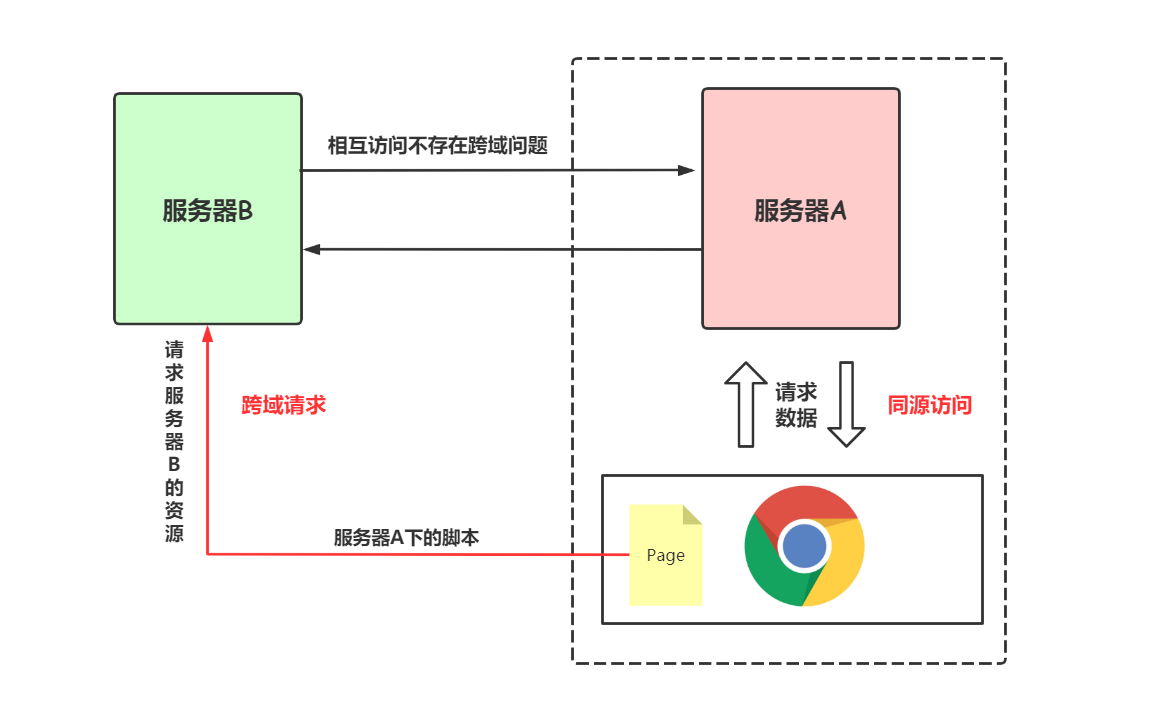 相互访问不存在跨域问题
服务器B
服务器A
请求服务器B的资源
跨域请求
请求
数据
同源访问
服务器A下的脚本
Page